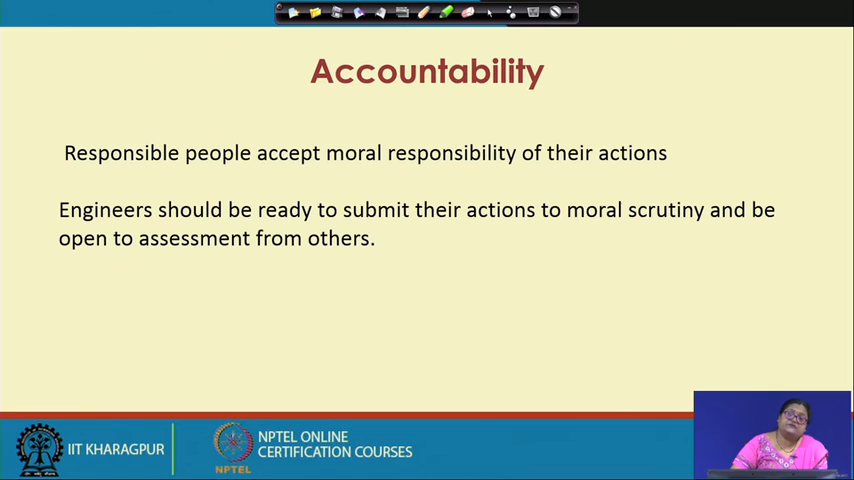 Accountability
Responsible people accept moral responsibility of their actions
Engineers should be ready to submit their actions to moral scrutiny and be
open to assessment from others.
IIT KHARAGPUR
NPTEL
NPTEL ONLINE
CERTIFICATION COURSES